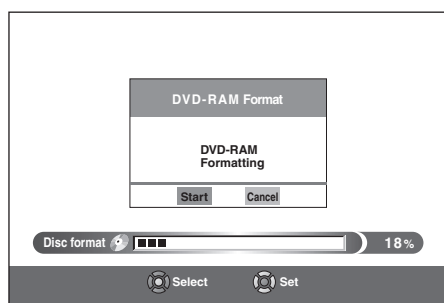 DVD-RAM Format
DVD-RAM
Formatting
Start Cancel
Disc format 18%
Select Set